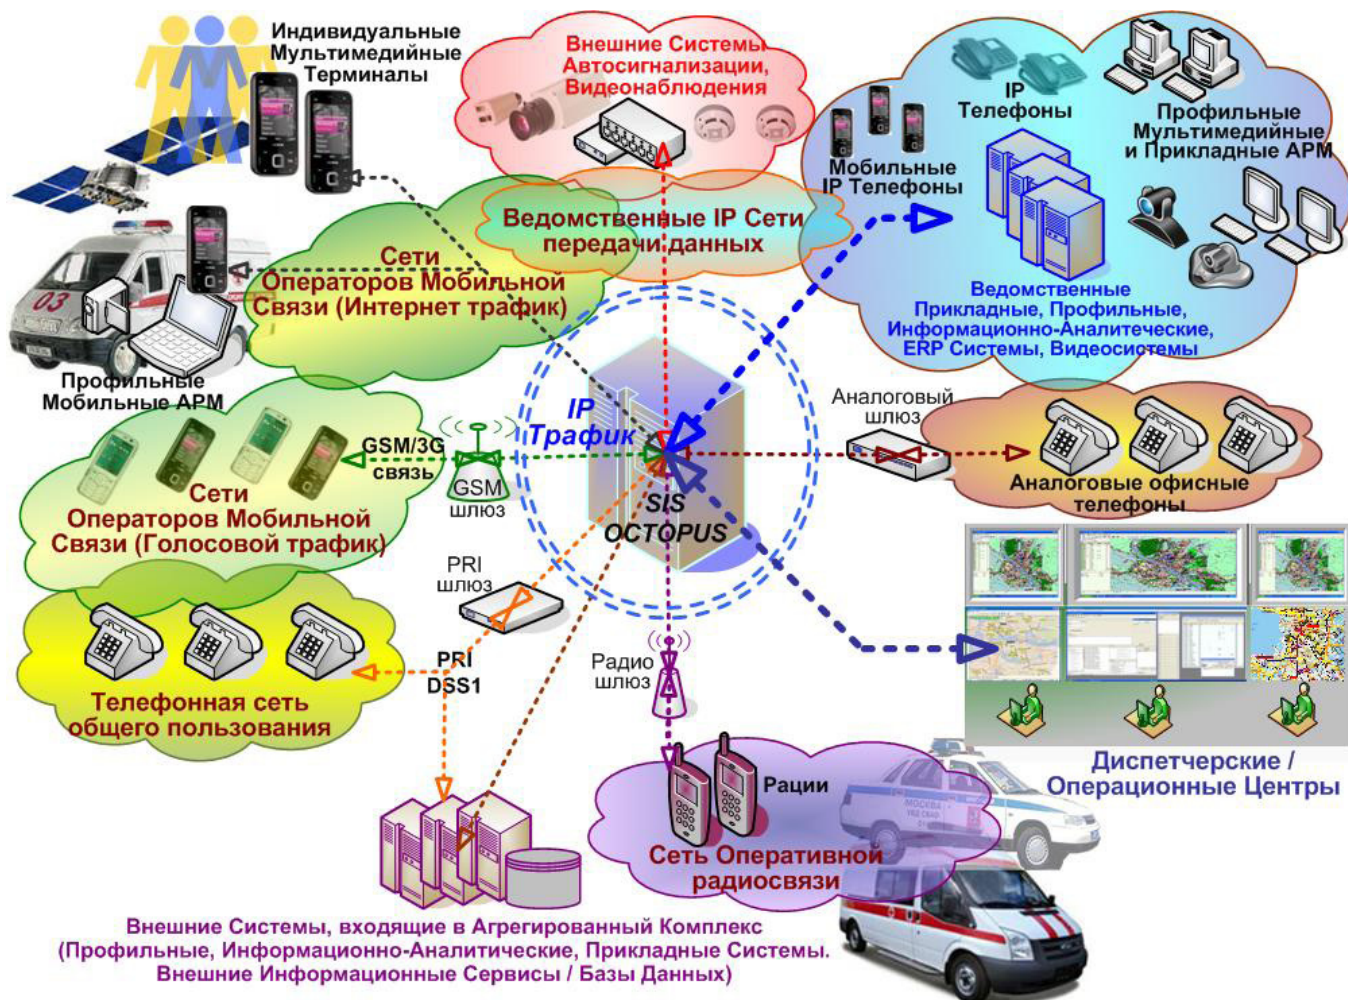 Индивидуальные
Мультимедийные
Терминалы
Внешние Системы
Автосигнализации,
Видеонаблюдения
IP
Телефоны
Профильные
Мультимедийные
и Прикладные АРМ
Мобильные
IP Телефоны
Ведомственные IP Сети
передачи данных
Сети
Операторов Мобильной
Связи (Интернет трафик)
03
Ведомственные
Прикладные, Профильные,
Информационно-Аналитеческие,
ERP Системы, Видеосистемы
Профильные
Мобильные АРМ
IP
Трафик
Аналоговый
шлюз
GSM/3G
связь
GSM
шлюз
Сети
Операторов Мобильной
Связи (Голосовой трафик)
SIS
OCTOPUS
Аналоговые офисные
телефоны
PRI
шлюз
PRI
DSS1
Радио
шлюз
Телефонная сеть
общего пользования
Диспетчерские /
Операционные Центры
Рации
МОСКВА
Сеть Оперативной
радиосвязи
Внешние Системы, входящие в Агрегированный Комплекс
(Профильные, Информационно-Аналитические, Прикладные Системы.
Внешние Информационные Сервисы / Базы Данных)